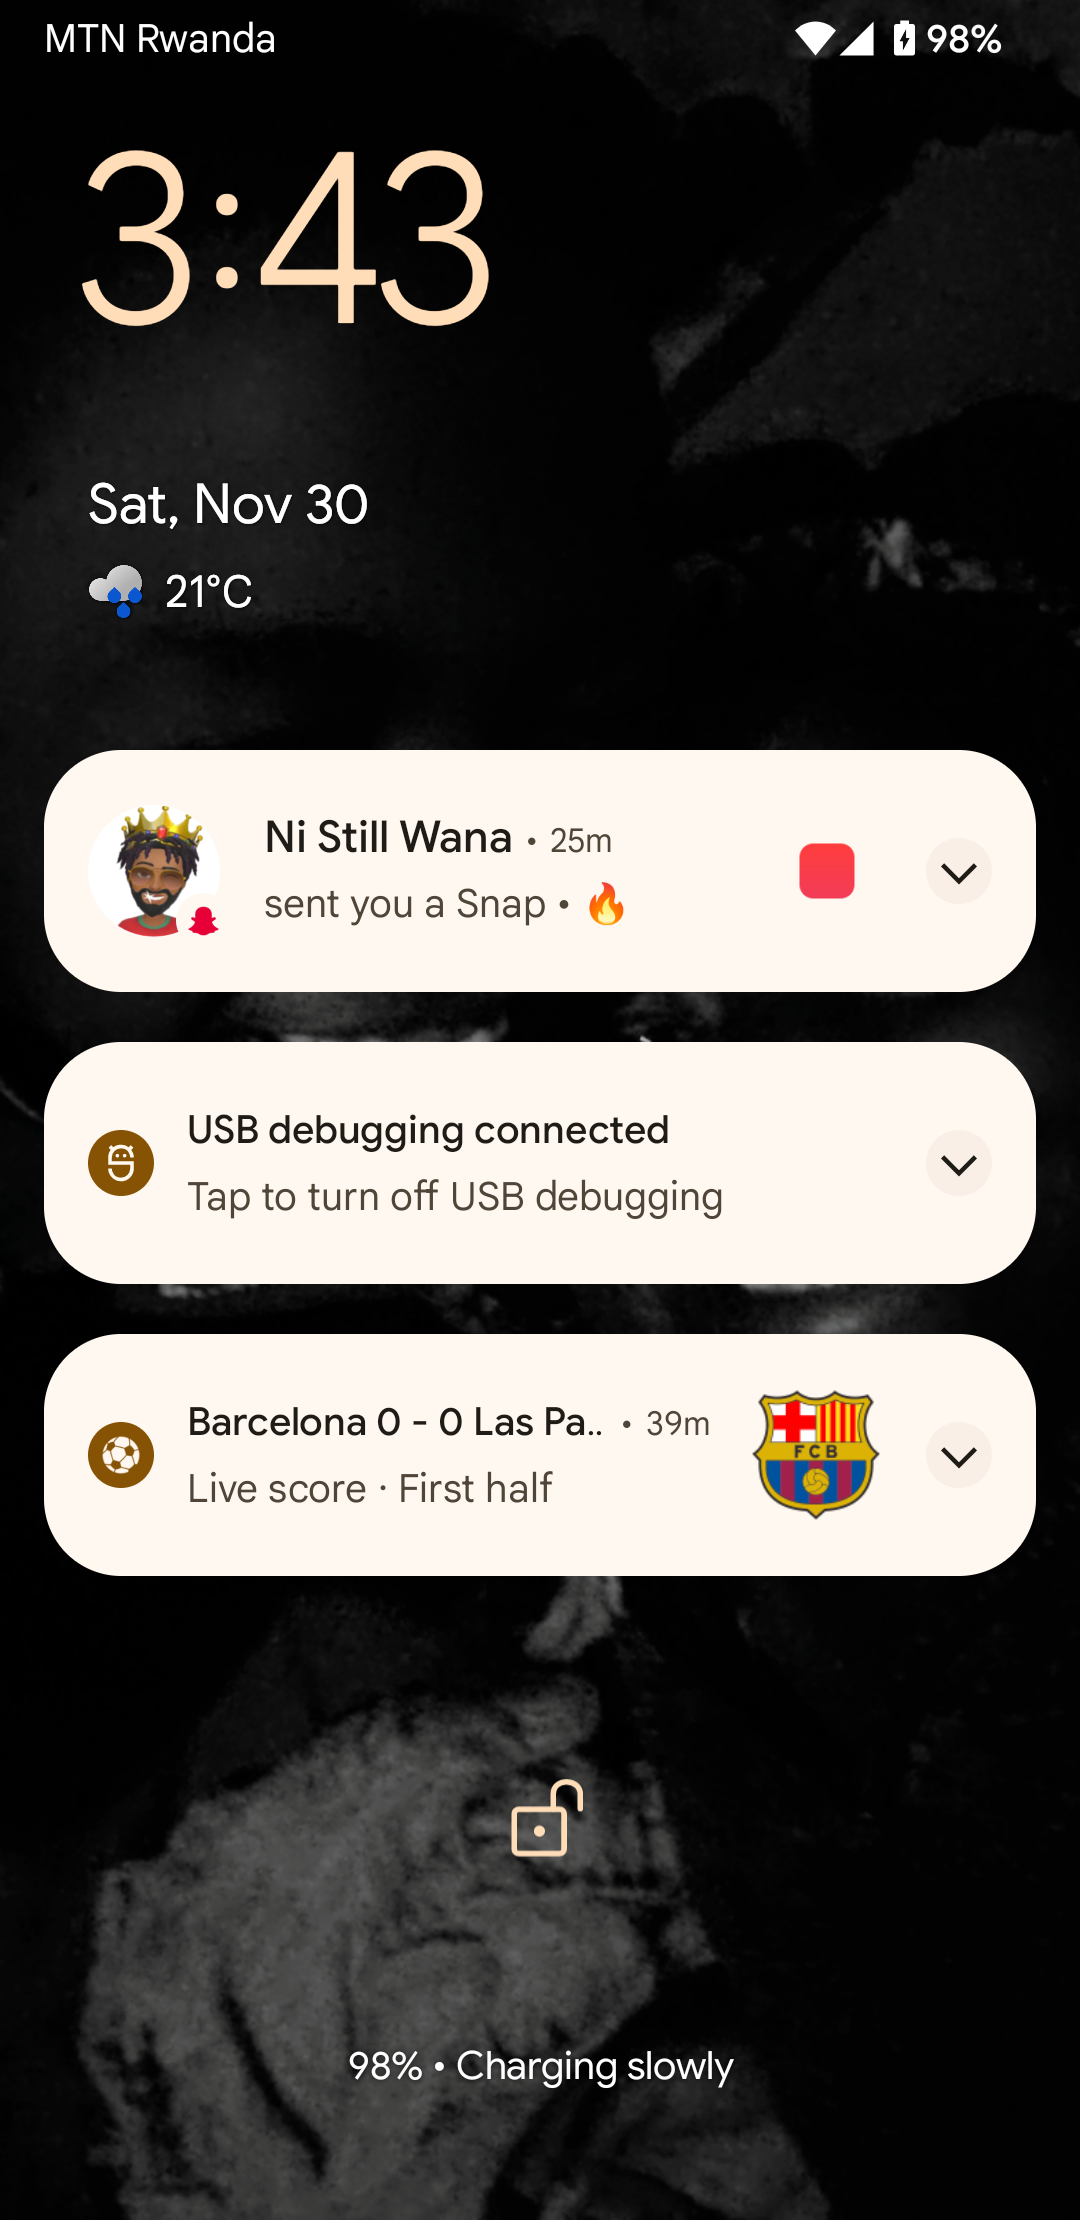 MTN Rwanda 98%
3:43
Sat, Nov 30
21°C
Ni Still Wana • 25m
sent you a Snap • 🔥
USB debugging connected
Tap to turn off USB debugging
Barcelona 0 - 0 Las Pa.. • 39m
Live score · First half
FCB
98% • Charging slowly